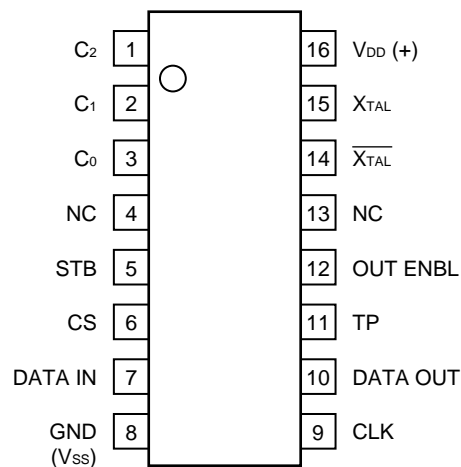 C₂ 1 16 VDD (+)
C₁ 2 15 XTAL
C₀ 3 14 X̅T̅A̅L̅
NC 4 13 NC
STB 5 12 OUT ENBL
CS 6 11 TP
DATA IN 7 10 DATA OUT
GND 8 9 CLK
(VSS)